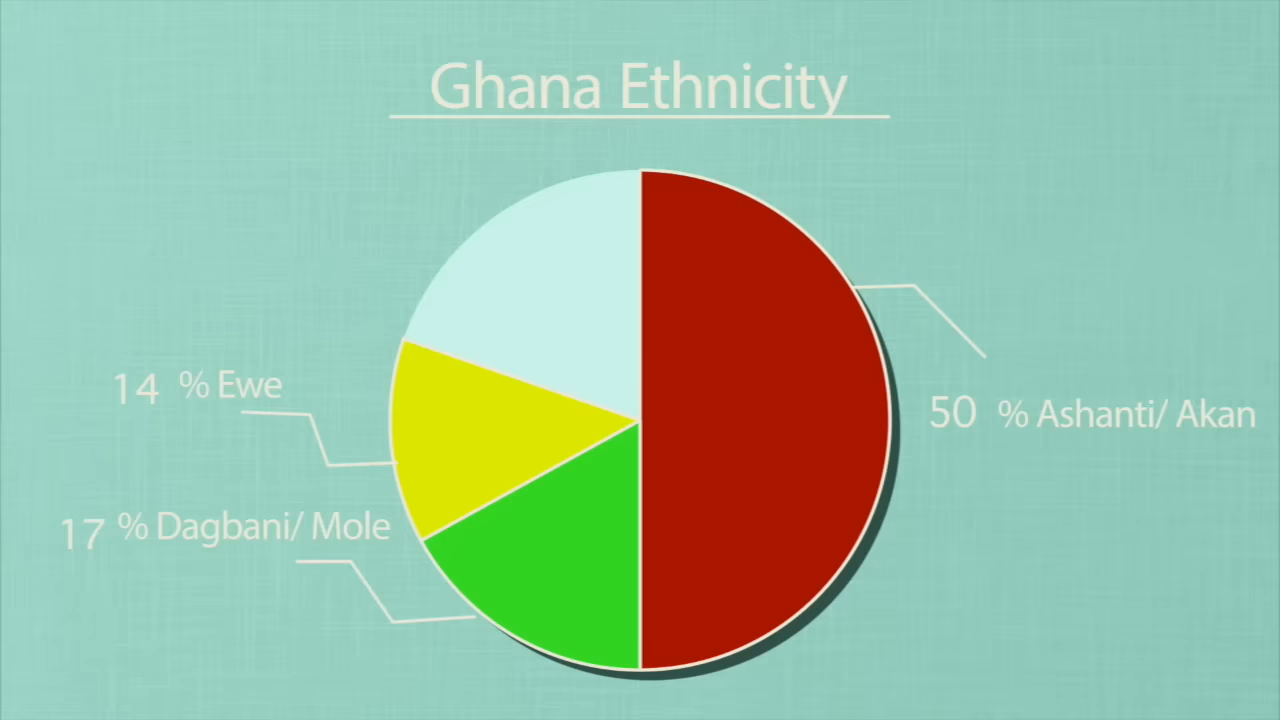 Ghana Ethnicity
14 % Ewe
50 % Ashanti/ Akan
17 % Dagbani/ Mole